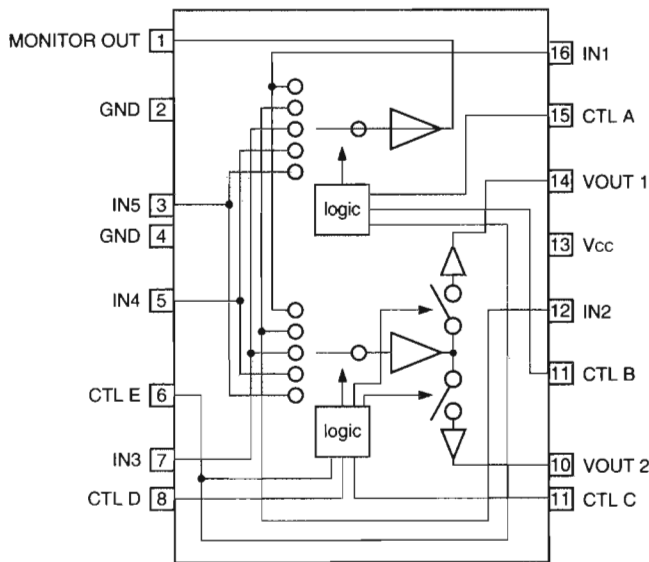 MONITOR OUT 1
16 IN1
GND 2
15 CTL A
14 VOUT 1
IN5 3
logic
GND 4
13 Vcc
IN4 5
12 IN2
11 CTL B
CTL E 6
logic
IN3 7
10 VOUT 2
CTL D 8
11 CTL C